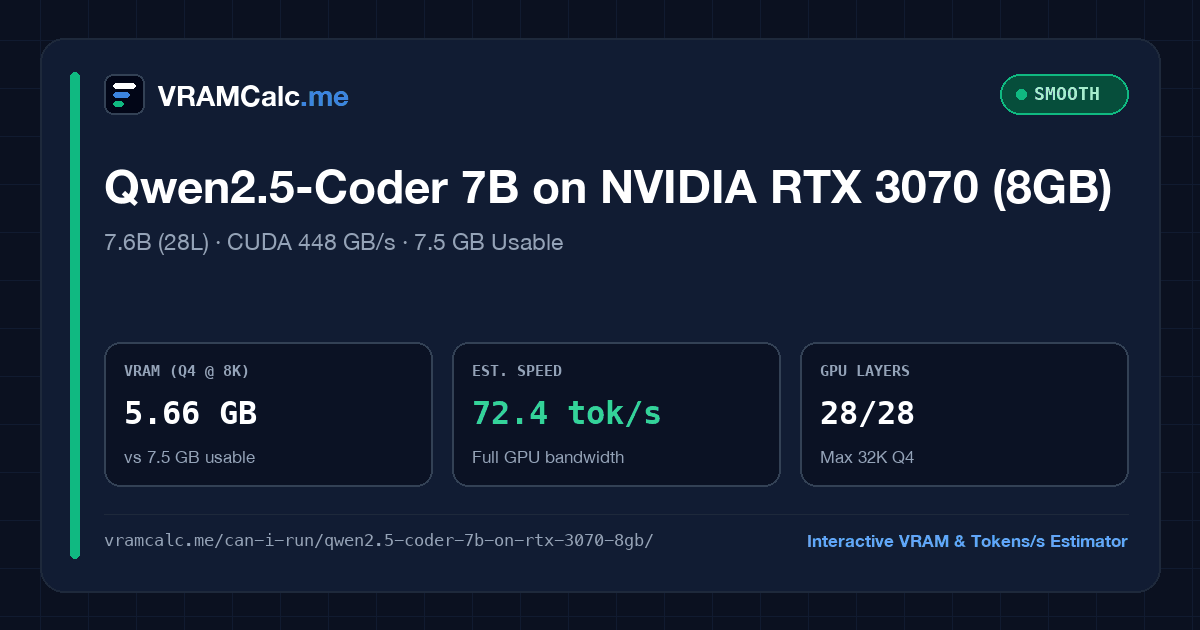 VRAMCalc.me
SMOOTH
Qwen2.5-Coder 7B on NVIDIA RTX 3070 (8GB)
7.6B (28L) · CUDA 448 GB/s · 7.5 GB Usable
VRAM (Q4 @ 8K)
5.66 GB
vs 7.5 GB usable
EST. SPEED
72.4 tok/s
Full GPU bandwidth
GPU LAYERS
28/28
Max 32K Q4
vramcalc.me/can-i-run/qwen2.5-coder-7b-on-rtx-3070-8gb/
Interactive VRAM & Tokens/s Estimator